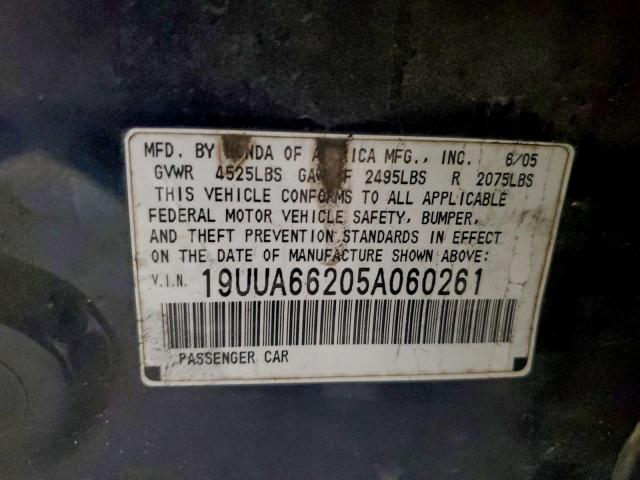 MFD. BY HONDA OF AMERICA MFG., INC. 6/05
GVWR 4525LBS GAWR F 2495LBS R 2075LBS
THIS VEHICLE CONFORMS TO ALL APPLICABLE
FEDERAL MOTOR VEHICLE SAFETY, BUMPER,
AND THEFT PREVENTION STANDARDS IN EFFECT
ON THE DATE OF MANUFACTURE SHOWN ABOVE:
V.I.N. 19UUA66205A060261
PASSENGER CAR